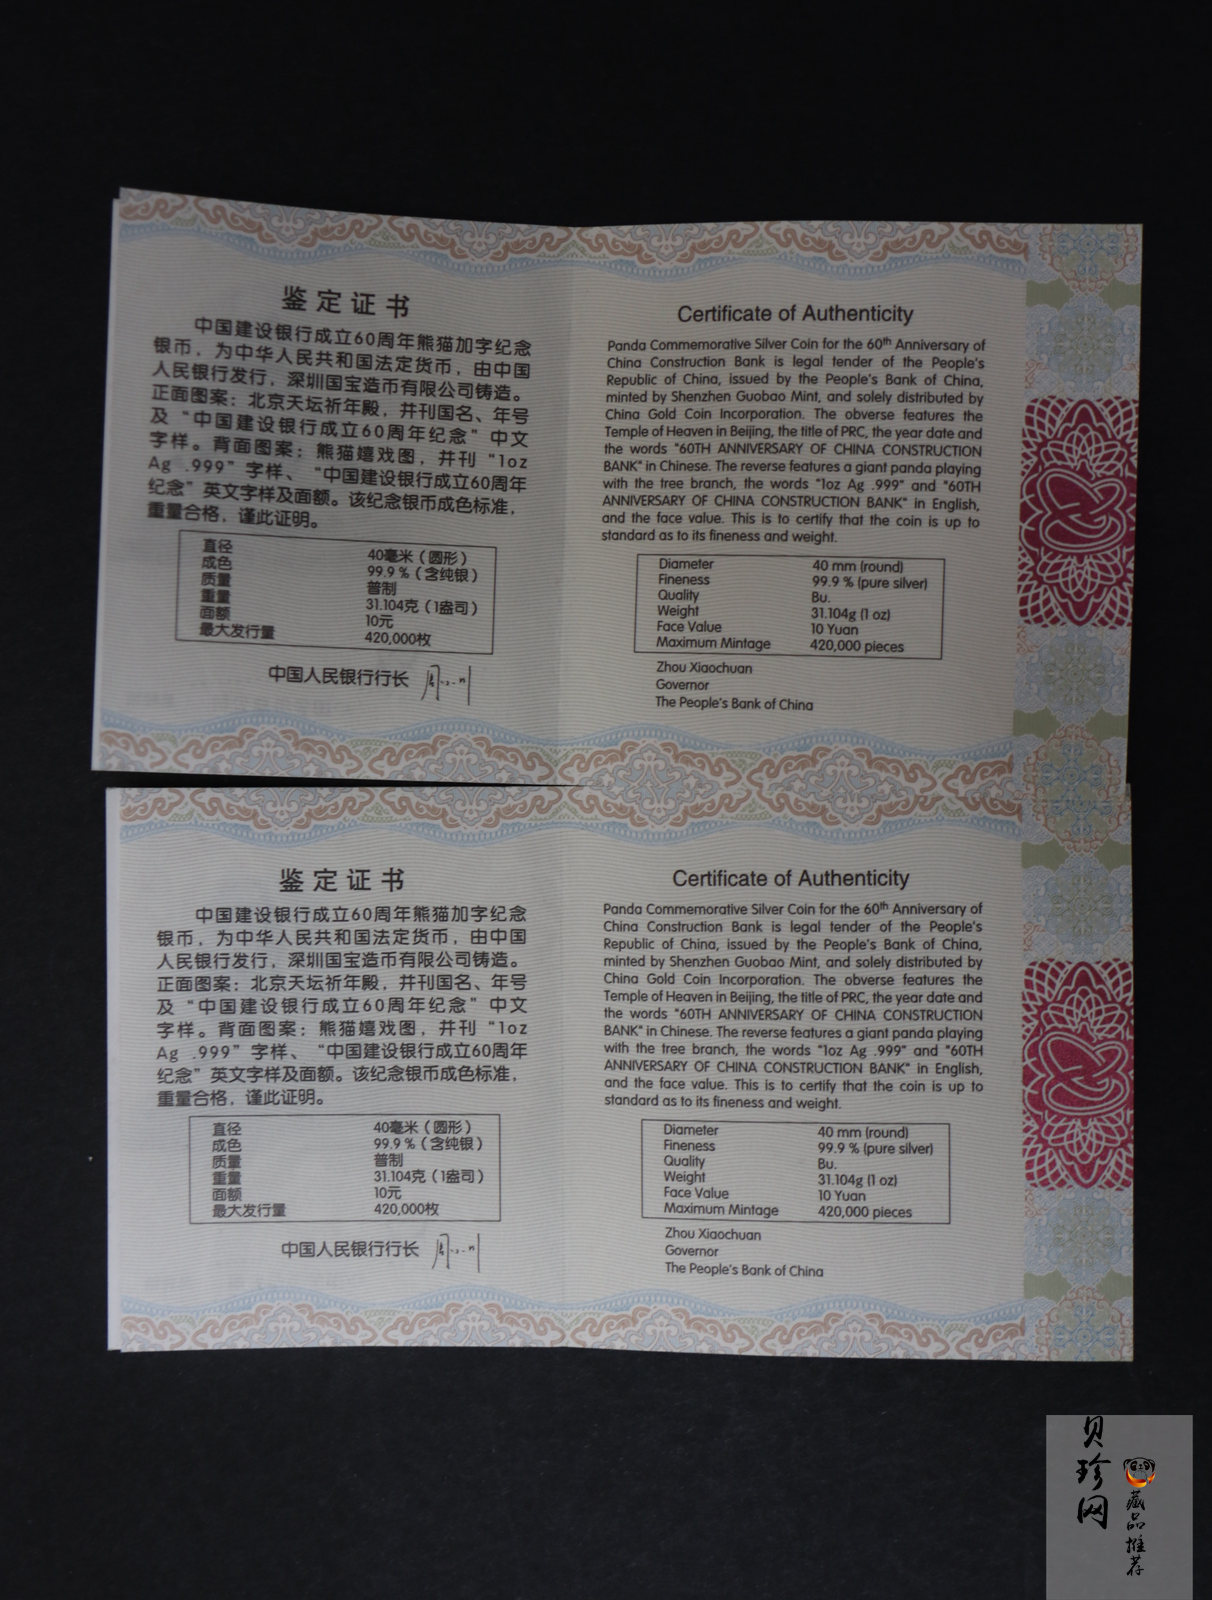 鉴定证书
中国建设银行成立60周年熊猫加字纪念
银币，为中华人民共和国法定货币，由中国
人民银行发行，深圳国宝造币有限公司铸造。
正面图案：北京天坛祈年殿，并刊国名、年号
及“中国建设银行成立60周年纪念”中文
字样。背面图案：熊猫嬉戏图，并刊“1oz
Ag .999”字样、“中国建设银行成立60周年
纪念”英文字样及面额。该纪念银币成色标准，
重量合格，谨此证明。
直径 40毫米（圆形）
成色 99.9％（含纯银）
质量 普制
重量 31.104克（1盎司）
面额 10元
最大发行量 420,000枚
中国人民银行行长
Certificate of Authenticity
Panda Commemorative Silver Coin for the 60th Anniversary of
China Construction Bank is legal tender of the People's
Republic of China, issued by the People's Bank of China,
minted by Shenzhen Guobao Mint, and solely distributed by
China Gold Coin Incorporation. The obverse features the
Temple of Heaven in Beijing, the title of PRC, the year date and
the words "60TH ANNIVERSARY OF CHINA CONSTRUCTION
BANK" in Chinese. The reverse features a giant panda playing
with the tree branch, the words "1oz Ag .999" and "60TH
ANNIVERSARY OF CHINA CONSTRUCTION BANK" in English,
and the face value. This is to certify that the coin is up to
standard as to its fineness and weight.
Diameter 40 mm (round)
Fineness 99.9 % (pure silver)
Quality Bu.
Weight 31.104g (1 oz)
Face Value 10 Yuan
Maximum Mintage 420,000 pieces
Zhou Xiaochuan
Governor
The People's Bank of China
鉴定证书
中国建设银行成立60周年熊猫加字纪念
银币，为中华人民共和国法定货币，由中国
人民银行发行，深圳国宝造币有限公司铸造。
正面图案：北京天坛祈年殿，并刊国名、年号
及“中国建设银行成立60周年纪念”中文
字样。背面图案：熊猫嬉戏图，并刊“1oz
Ag .999”字样、“中国建设银行成立60周年
纪念”英文字样及面额。该纪念银币成色标准，
重量合格，谨此证明。
直径 40毫米（圆形）
成色 99.9％（含纯银）
质量 普制
重量 31.104克（1盎司）
面额 10元
最大发行量 420,000枚
中国人民银行行长
Certificate of Authenticity
Panda Commemorative Silver Coin for the 60th Anniversary of
China Construction Bank is legal tender of the People's
Republic of China, issued by the People's Bank of China,
minted by Shenzhen Guobao Mint, and solely distributed by
China Gold Coin Incorporation. The obverse features the
Temple of Heaven in Beijing, the title of PRC, the year date and
the words "60TH ANNIVERSARY OF CHINA CONSTRUCTION
BANK" in Chinese. The reverse features a giant panda playing
with the tree branch, the words "1oz Ag .999" and "60TH
ANNIVERSARY OF CHINA CONSTRUCTION BANK" in English,
and the face value. This is to certify that the coin is up to
standard as to its fineness and weight.
Diameter 40 mm (round)
Fineness 99.9 % (pure silver)
Quality Bu.
Weight 31.104g (1 oz)
Face Value 10 Yuan
Maximum Mintage 420,000 pieces
Zhou Xiaochuan
Governor
The People's Bank of China
贝珍网
藏品推荐